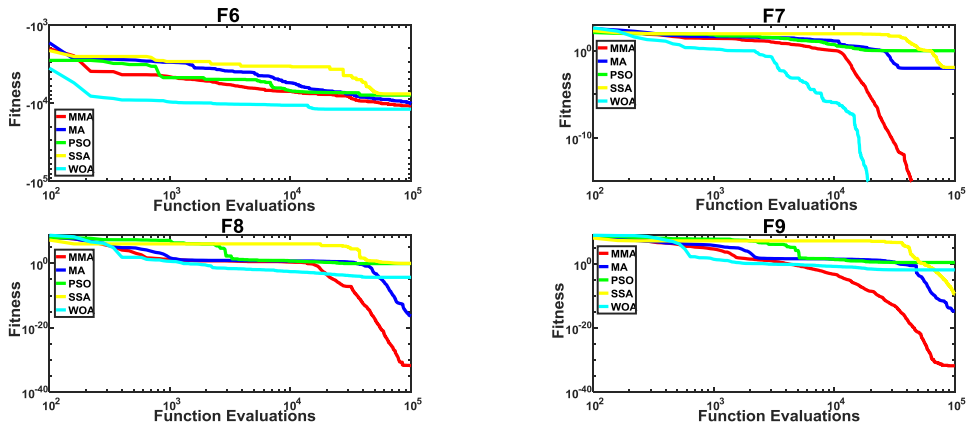 F6
Fitness
-10^3
-10^4
-10^5
MMA
MA
PSO
SSA
WOA
10^2
10^3
10^4
10^5
Function Evaluations
F7
Fitness
10^0
10^-10
MMA
MA
PSO
SSA
WOA
10^2
10^3
10^4
10^5
Function Evaluations
F8
Fitness
10^0
10^-20
10^-40
MMA
MA
PSO
SSA
WOA
10^2
10^3
10^4
10^5
Function Evaluations
F9
Fitness
10^0
10^-20
10^-40
MMA
MA
PSO
SSA
WOA
10^2
10^3
10^4
10^5
Function Evaluations